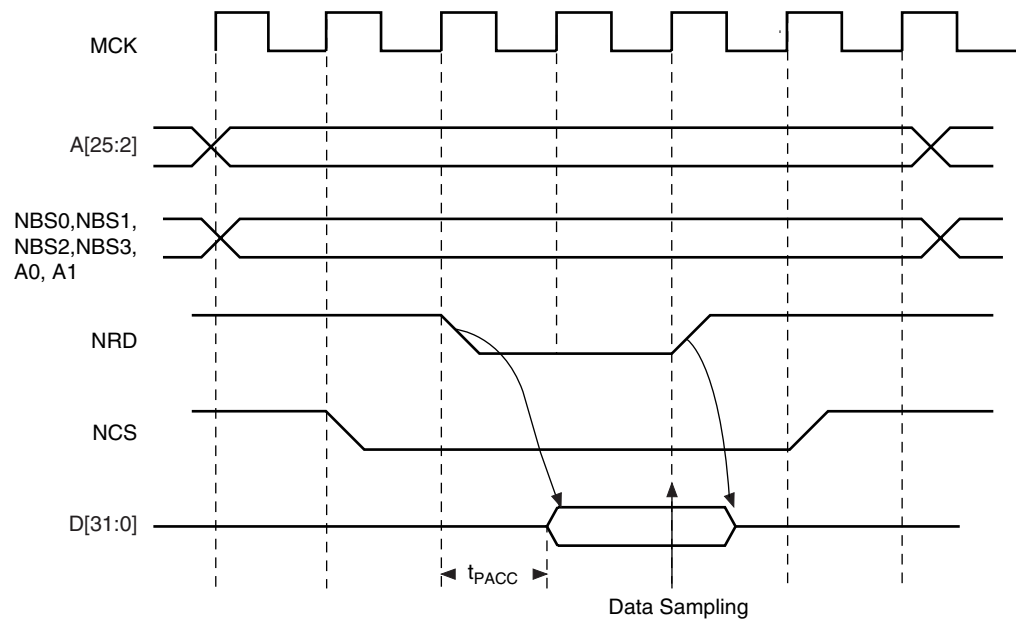 MCK
A[25:2]
NBS0,NBS1,
NBS2,NBS3,
A0, A1
NRD
NCS
D[31:0]
tPACC
Data Sampling